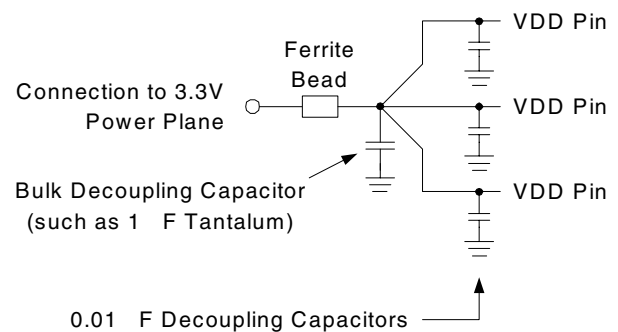 VDD Pin
Ferrite
Bead
Connection to 3.3V
Power Plane
VDD Pin
Bulk Decoupling Capacitor
(such as 1 F Tantalum)
VDD Pin
0.01 F Decoupling Capacitors